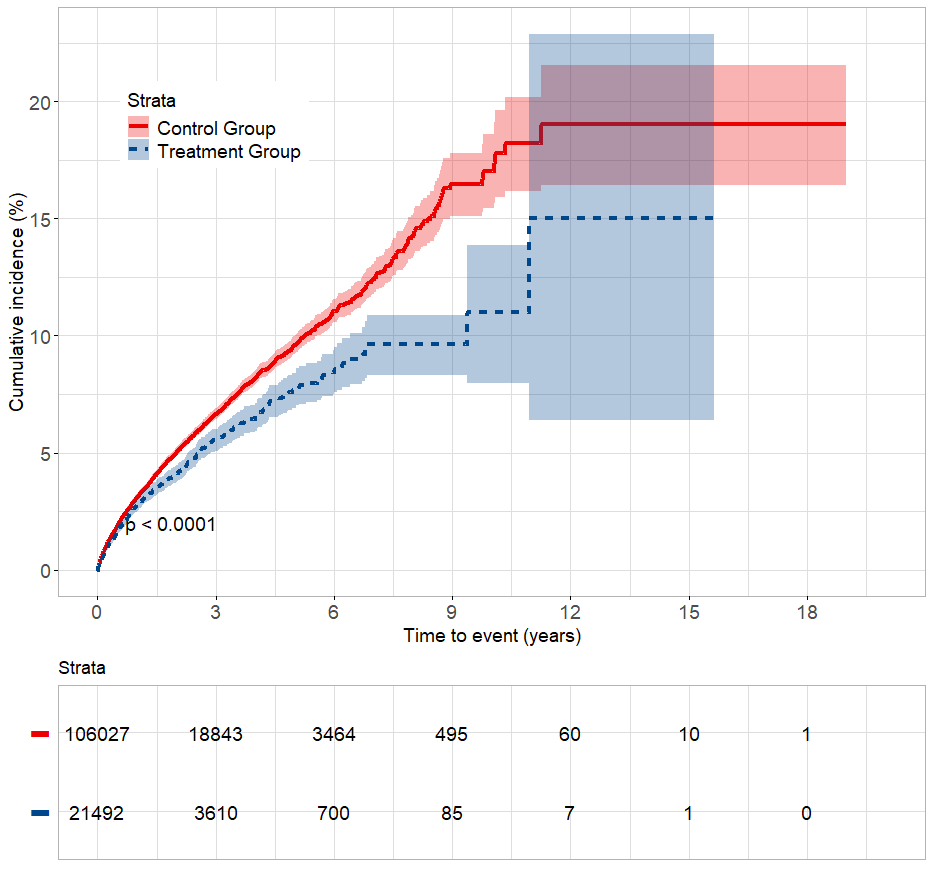 Cumulative incidence (%)
20
15
10
5
0
Strata
Control Group
Treatment Group
p < 0.0001
0 3 6 9 12 15 18
Time to event (years)
Strata
106027 18843 3464 495 60 10 1
21492 3610 700 85 7 1 0